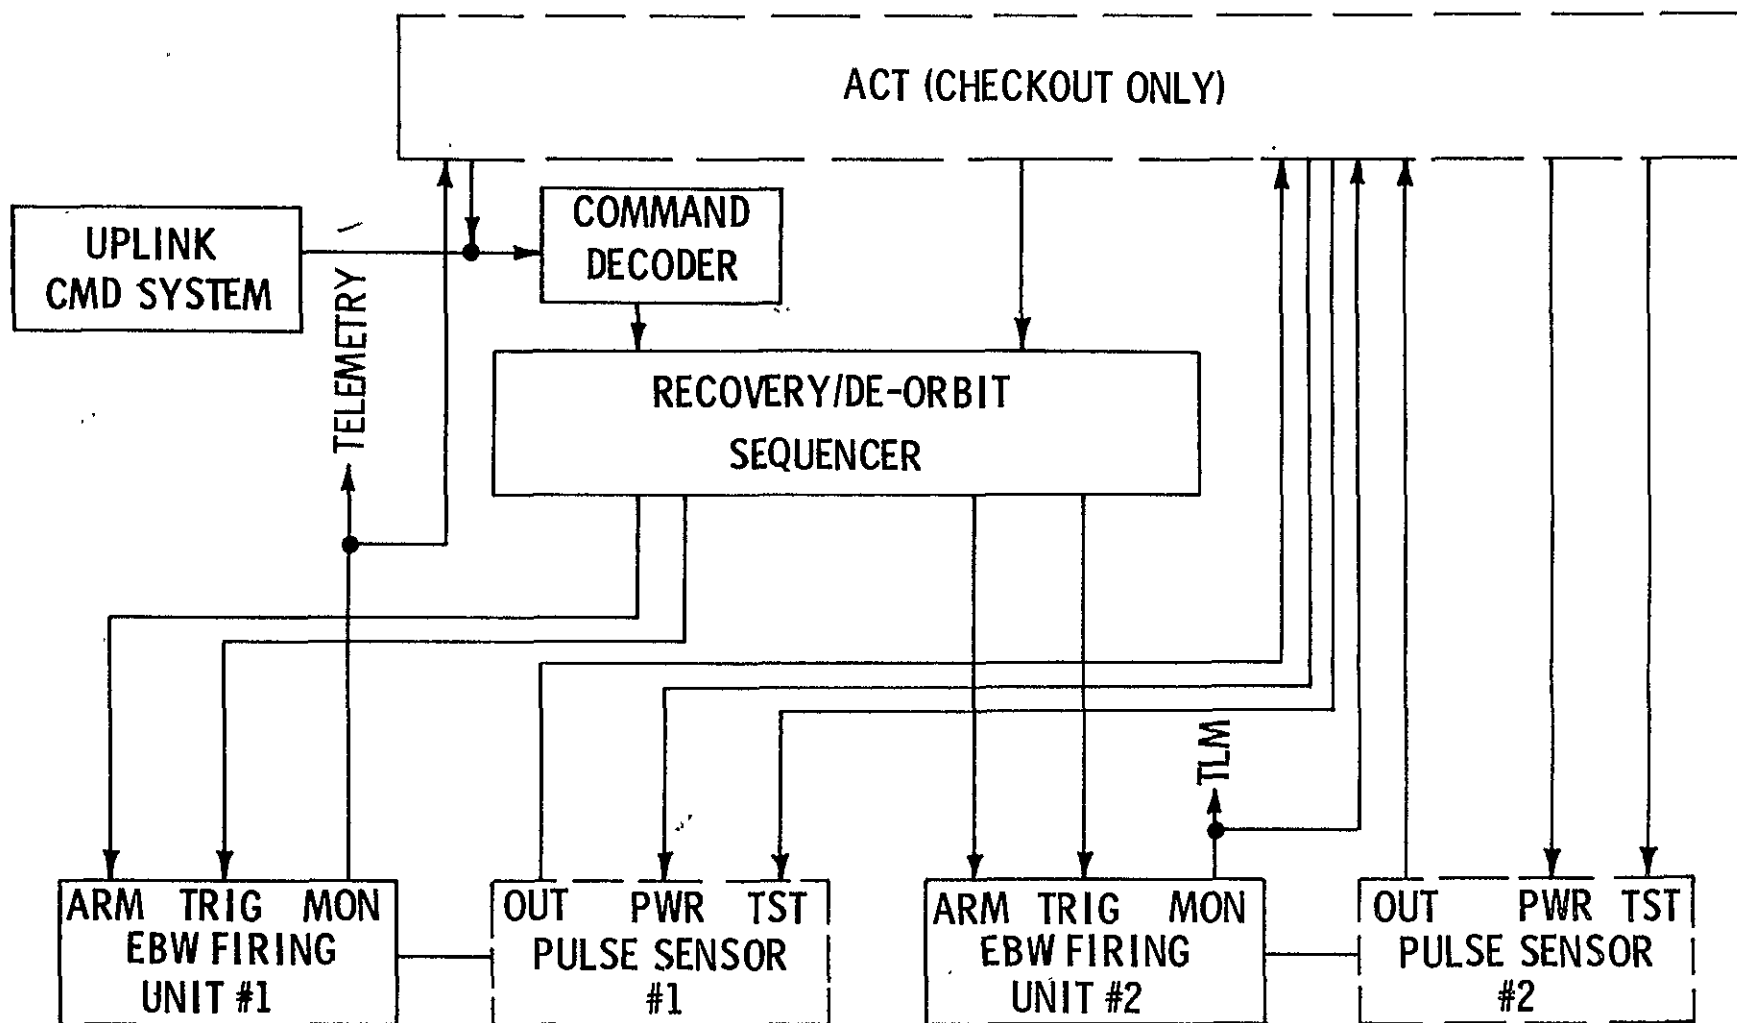 ACT (CHECKOUT ONLY)
UPLINK
CMD SYSTEM
COMMAND
DECODER
TELEMETRY
RECOVERY/DE-ORBIT
SEQUENCER
TLM
ARM TRIG MON
EBW FIRING
UNIT #1
OUT PWR TST
PULSE SENSOR
#1
ARM TRIG MON
EBW FIRING
UNIT #2
OUT PWR TST
PULSE SENSOR
#2